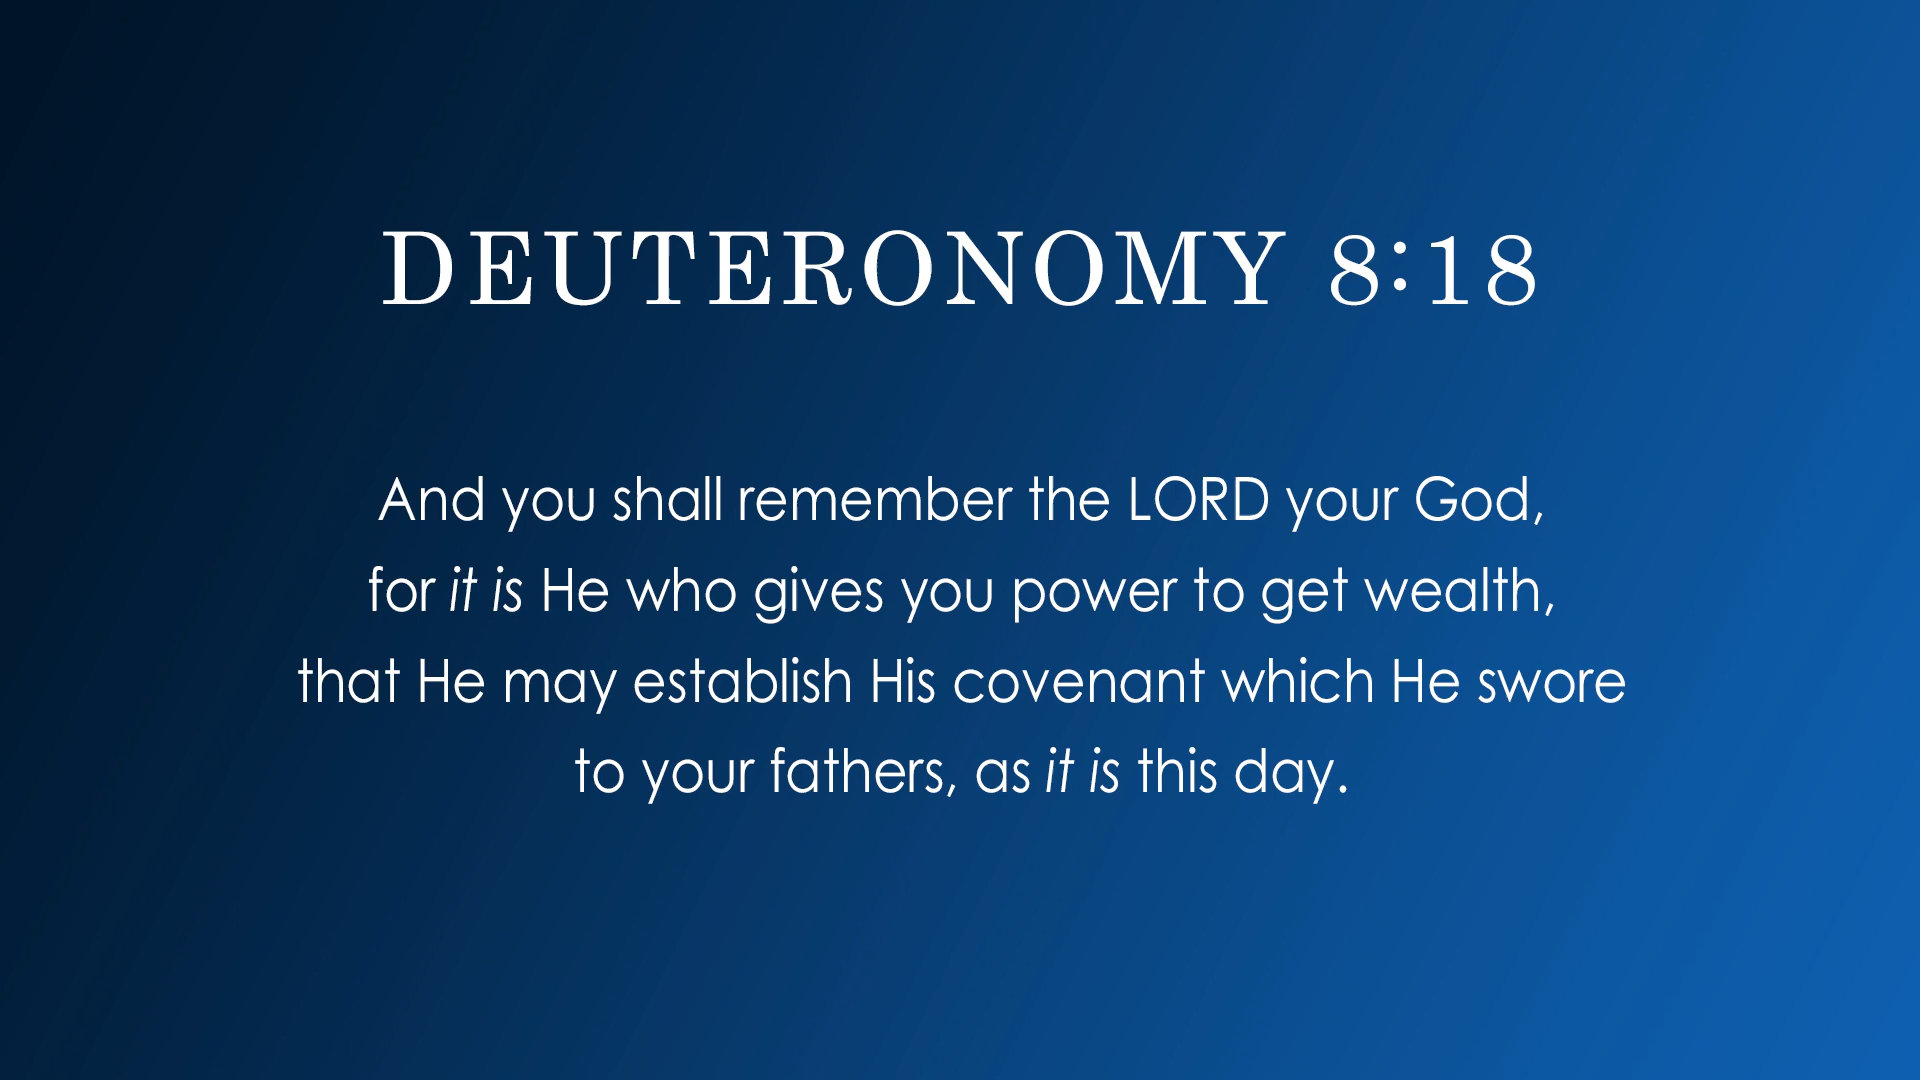 DEUTERONOMY 8:18
And you shall remember the LORD your God,
for it is He who gives you power to get wealth,
that He may establish His covenant which He swore
to your fathers, as it is this day.